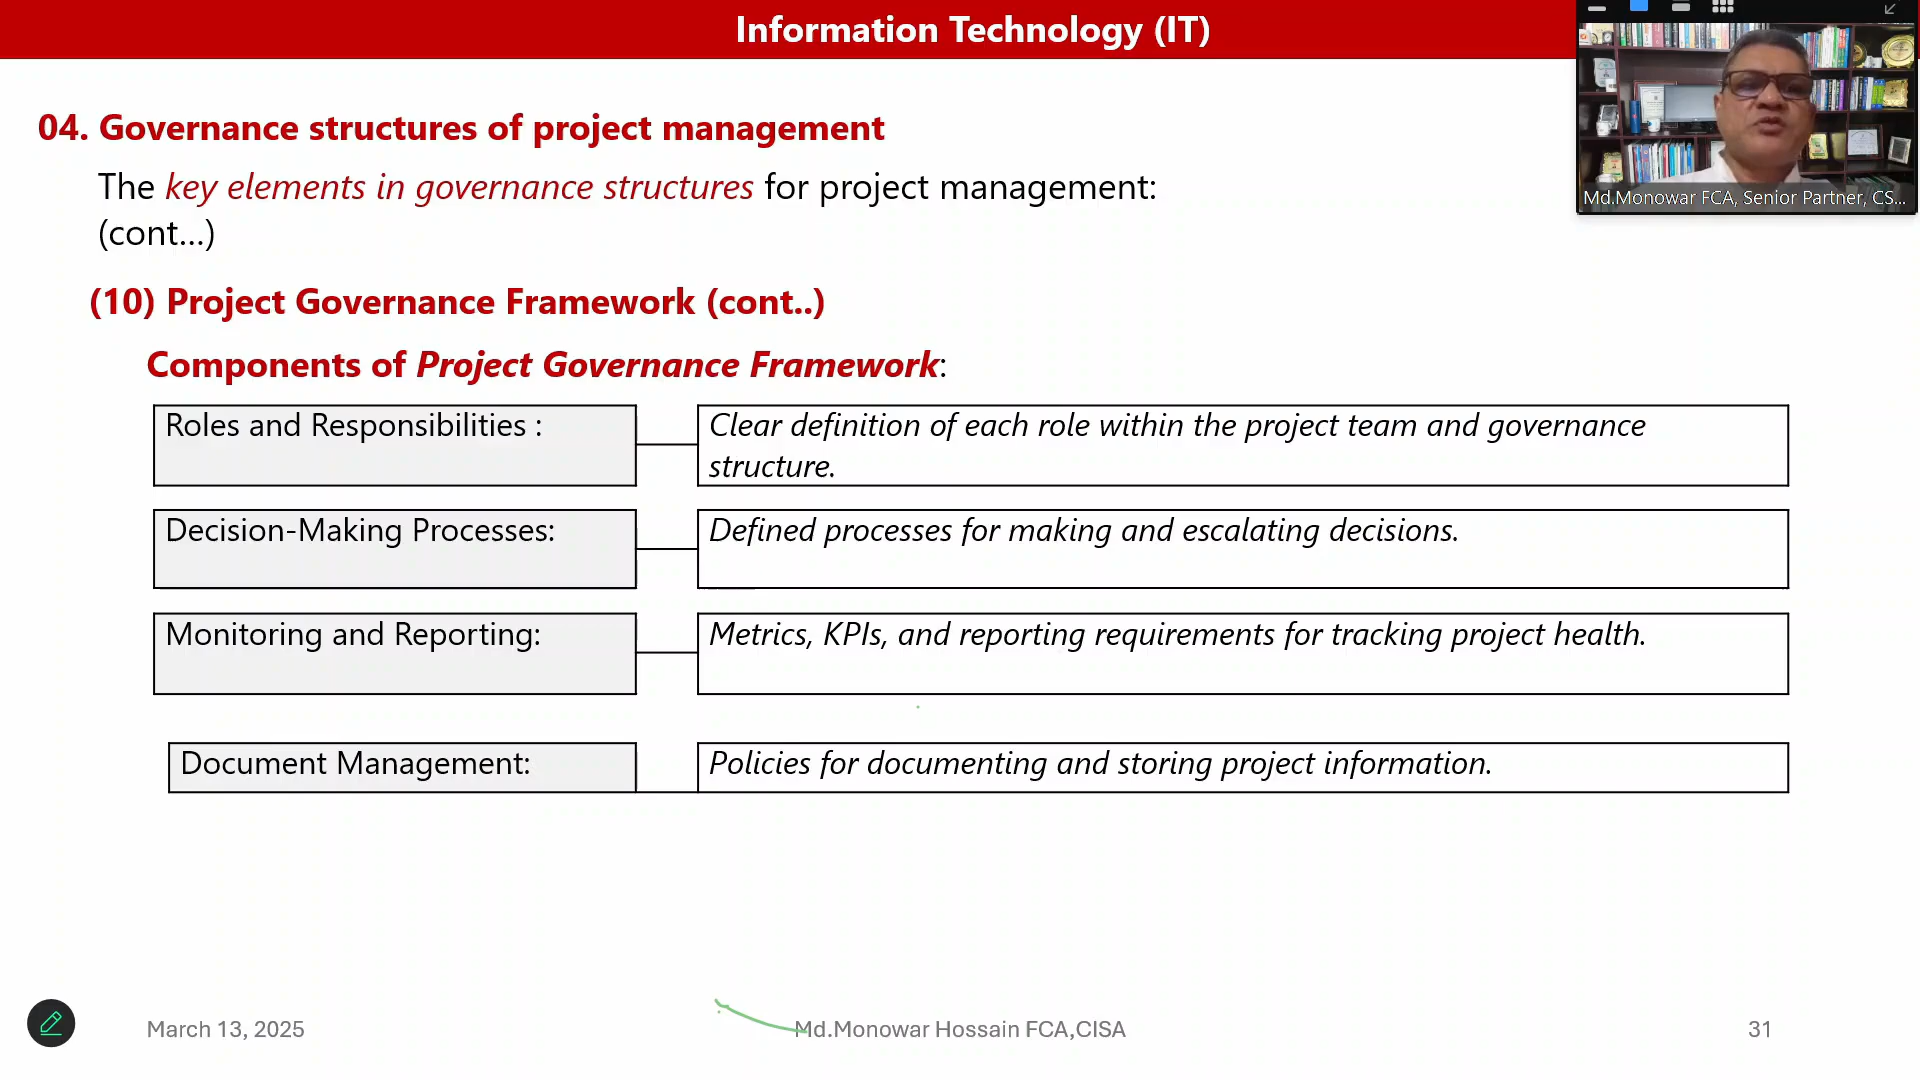 Information Technology (IT)
Md.Monowar FCA, Senior Partner, CS...
04. Governance structures of project management
The key elements in governance structures for project management:
(cont...)
(10) Project Governance Framework (cont..)
Components of Project Governance Framework:
Roles and Responsibilities :
Clear definition of each role within the project team and governance
structure.
Decision-Making Processes:
Defined processes for making and escalating decisions.
Monitoring and Reporting:
Metrics, KPIs, and reporting requirements for tracking project health.
Document Management:
Policies for documenting and storing project information.
March 13, 2025
Md.Monowar Hossain FCA,CISA
31